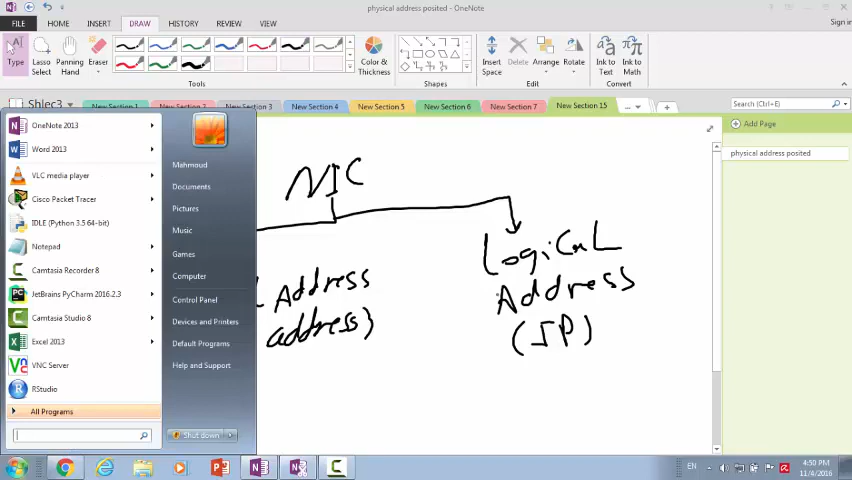 physical address posited - OneNote
FILE HOME INSERT DRAW HISTORY REVIEW VIEW
Sign in
Type
Lasso Select
Panning Hand
Eraser
Color & Thickness
Insert Space
Delete
Arrange
Rotate
Ink to Text
Ink to Math
Tools
Shapes
Edit
Convert
Shlec3
New Section 1
New Section 2
New Section 3
New Section 4
New Section 5
New Section 6
New Section 7
New Section 15
Search (Ctrl+E)
Add Page
physical address posited
OneNote 2013
Word 2013
VLC media player
Cisco Packet Tracer
IDLE (Python 3.5 64-bit)
Notepad
Camtasia Recorder 8
JetBrains PyCharm 2016.2.3
Camtasia Studio 8
Excel 2013
VNC Server
RStudio
All Programs
Mahmoud
Documents
Pictures
Music
Games
Computer
Control Panel
Devices and Printers
Default Programs
Help and Support
Shut down
NIC
L Address
address)
Logical
Address
(IP)
EN
4:50 PM
11/4/2016